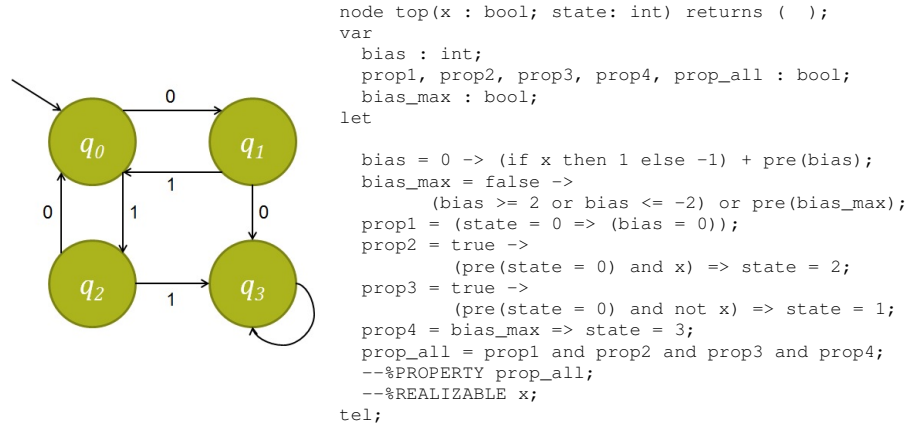 0
q0
q1
1
0
0
1
q2
q3
1
node top(x : bool; state: int) returns (  );
var
  bias : int;
  prop1, prop2, prop3, prop4, prop_all : bool;
  bias_max : bool;
let
  bias = 0 -> (if x then 1 else -1) + pre(bias);
  bias_max = false ->
        (bias >= 2 or bias <= -2) or pre(bias_max);
  prop1 = (state = 0 => (bias = 0));
  prop2 = true ->
          (pre(state = 0) and x) => state = 2;
  prop3 = true ->
          (pre(state = 0) and not x) => state = 1;
  prop4 = bias_max => state = 3;
  prop_all = prop1 and prop2 and prop3 and prop4;
  --%PROPERTY prop_all;
  --%REALIZABLE x;
tel;